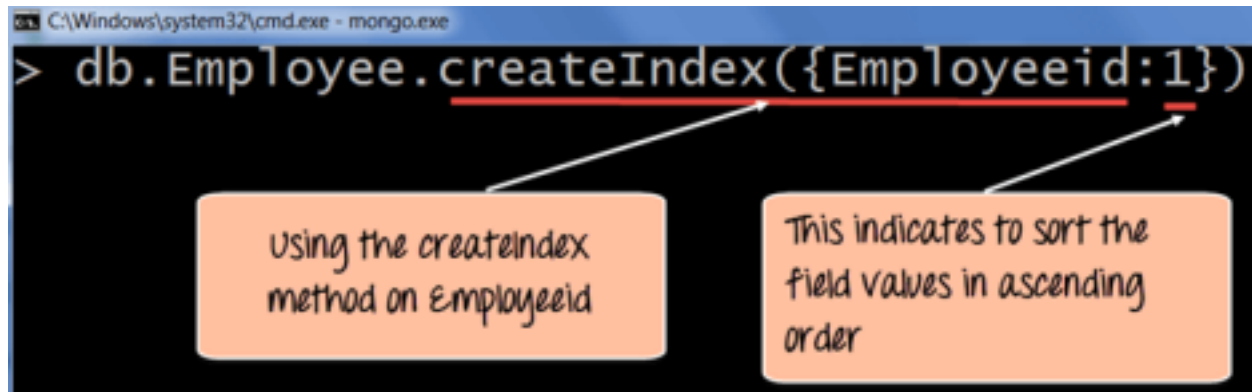 C:\Windows\system32\cmd.exe - mongo.exe
> db.Employee.createIndex({Employeeid:1})
Using the createIndex
method on Employeeid
This indicates to sort the
field values in ascending
order